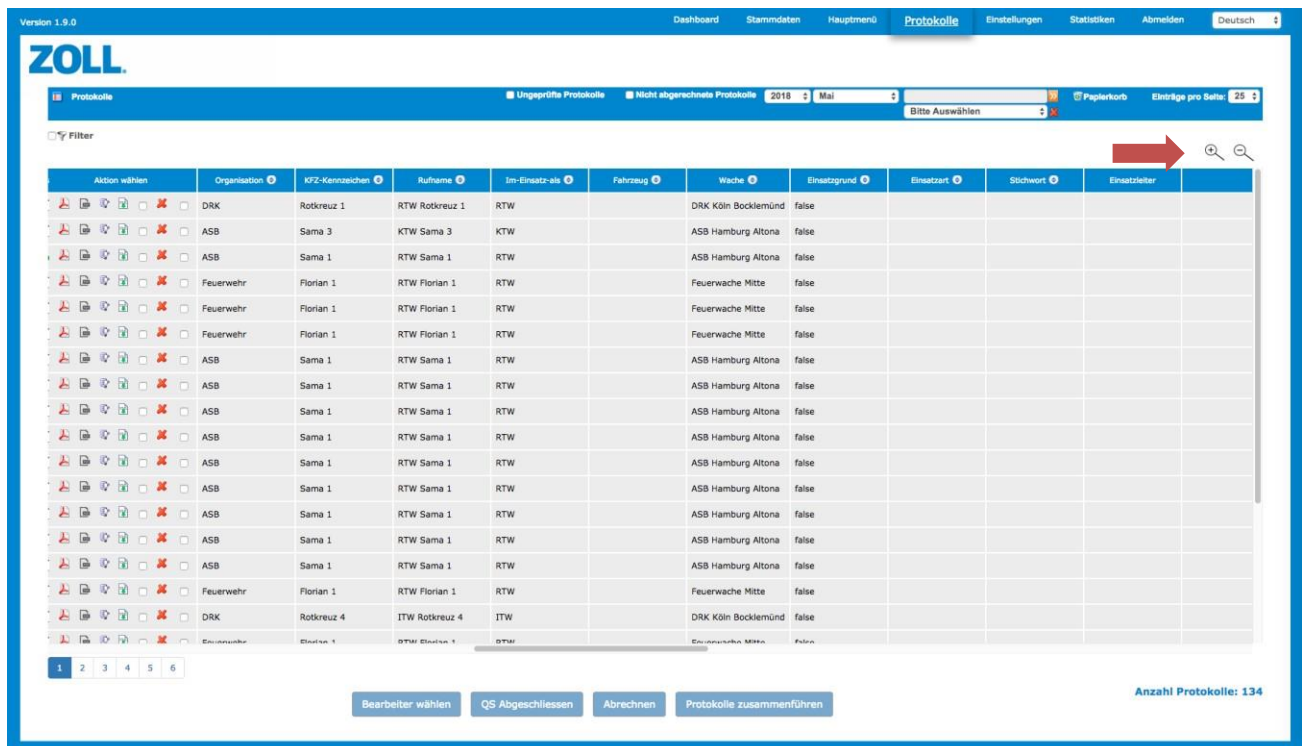 Version 1.9.0 Dashboard Stammdaten Hauptmenü Protokolle Einstellungen Statistiken Abmelden Deutsch
ZOLL.
Protokolle Ungeprüfte Protokolle Nicht abgerechnete Protokolle 2018 Mai Papierkorb Einträge pro Seite: 25
Bitte Auswählen
Filter
Aktion wählen Organisation KFZ-Kennzeichen Rufname Im-Einsatz-als Fahrzeug Wache Einsatzgrund Einsatzart Stichwort Einsatzleiter
DRK Rotkreuz 1 RTW Rotkreuz 1 RTW DRK Köln Bocklemünd false
ASB Sama 3 KTW Sama 3 KTW ASB Hamburg Altona false
ASB Sama 1 RTW Sama 1 RTW ASB Hamburg Altona false
Feuerwehr Florian 1 RTW Florian 1 RTW Feuerwache Mitte false
Feuerwehr Florian 1 RTW Florian 1 RTW Feuerwache Mitte false
Feuerwehr Florian 1 RTW Florian 1 RTW Feuerwache Mitte false
ASB Sama 1 RTW Sama 1 RTW ASB Hamburg Altona false
ASB Sama 1 RTW Sama 1 RTW ASB Hamburg Altona false
ASB Sama 1 RTW Sama 1 RTW ASB Hamburg Altona false
ASB Sama 1 RTW Sama 1 RTW ASB Hamburg Altona false
ASB Sama 1 RTW Sama 1 RTW ASB Hamburg Altona false
ASB Sama 1 RTW Sama 1 RTW ASB Hamburg Altona false
ASB Sama 1 RTW Sama 1 RTW ASB Hamburg Altona false
ASB Sama 1 RTW Sama 1 RTW ASB Hamburg Altona false
ASB Sama 1 RTW Sama 1 RTW ASB Hamburg Altona false
Feuerwehr Florian 1 RTW Florian 1 RTW Feuerwache Mitte false
DRK Rotkreuz 4 ITW Rotkreuz 4 ITW DRK Köln Bocklemünd false
Feuerwehr Florian 1 RTW Florian 1 RTW Feuerwache Mitte false
1 2 3 4 5 6
Anzahl Protokolle: 134
Bearbeiter wählen QS Abgeschliessen Abrechnen Protokolle zusammenführen